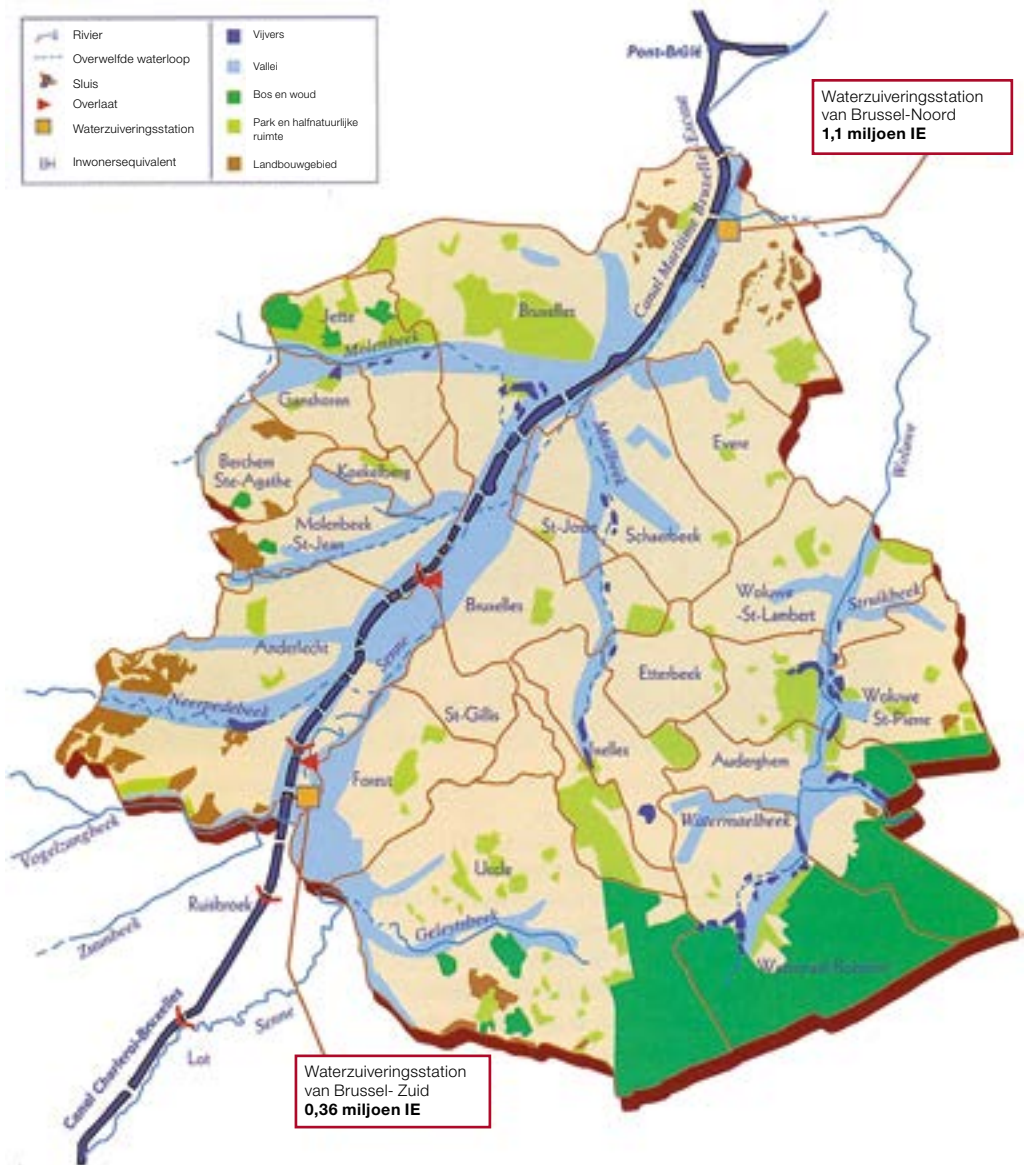 Rivier
Overwelfde waterloop
Sluis
Overlaat
Waterzuiveringsstation
Inwonersequivalent
Vijvers
Vallei
Bos en woud
Park en halfnatuurlijke
ruimte
Landbouwgebied
Pont-Brûlé
Waterzuiveringsstation
van Brussel-Noord
1,1 miljoen IE
Canal Maritime Bruxelles Escaut
Senne
Jette
Bruxelles
Molenbeek
Ganshoren
Evere
Woluwe
Berchem
Ste-Agathe
Koekelberg
Maelbeek
Molenbeek
St-Jean
St-Josse
Schaerbeek
Bruxelles
Woluwe
-St-Lambert
Struikbeek
Anderlecht
Senne
Etterbeek
Neerpedebeek
St-Gillis
Woluwe
St-Pierre
Ixelles
Auderghem
Forest
Watermaelbeek
Vogelzangbeek
Uccle
Ruisbroek
Zuunbeek
Geleytsbeek
Watermael-Boitsfort
Senne
Canal Charleroi-Bruxelles
Lot
Waterzuiveringsstation
van Brussel- Zuid
0,36 miljoen IE